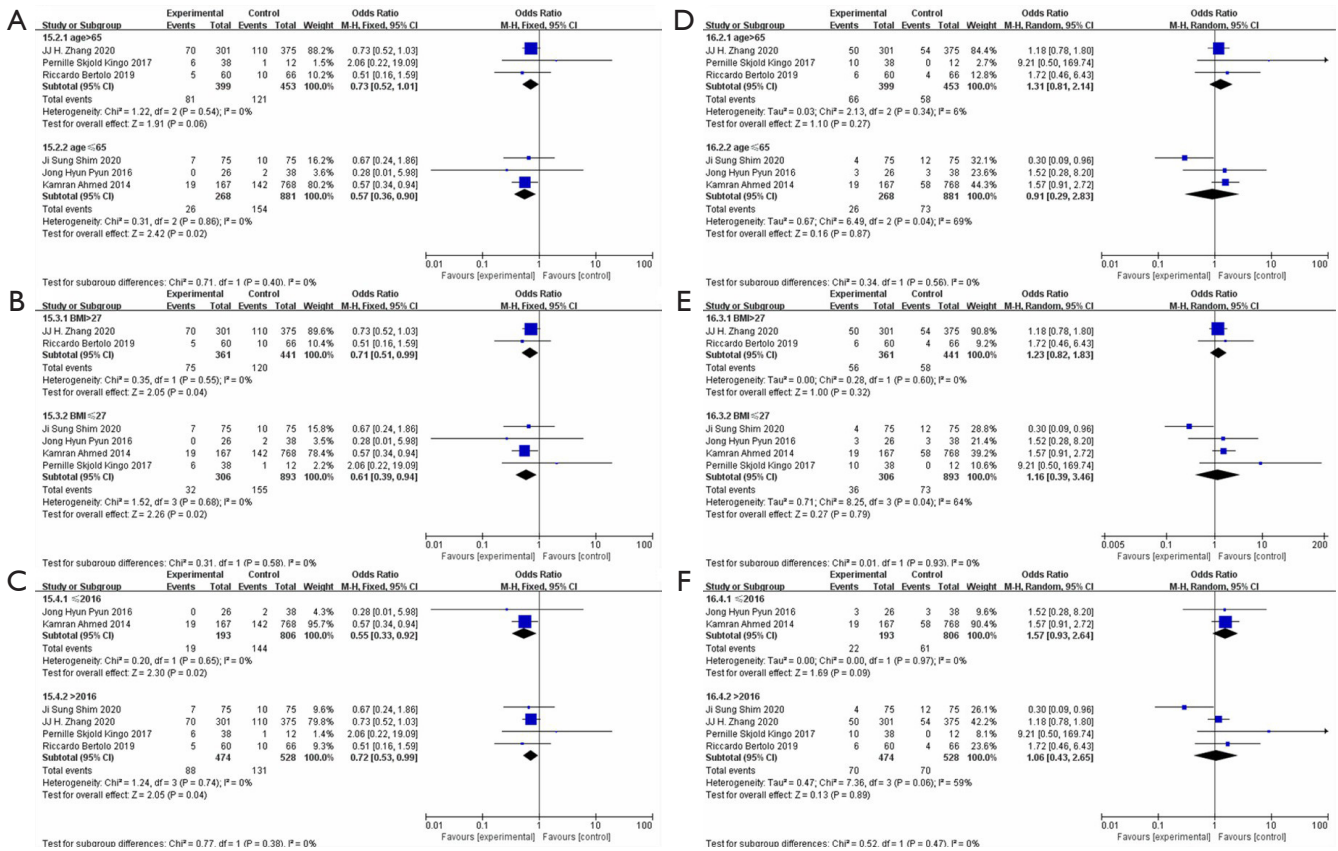 A
Experimental Control Odds Ratio Odds Ratio
Study or Subgroup Events Total Events Total Weight M-H, Fixed, 95% CI M-H, Fixed, 95% CI
15.2.1 age>65
JJ H. Zhang 2020 70 301 110 375 88.2% 0.73 [0.52, 1.03]
Pernille Skjold Kingo 2017 6 38 1 12 1.5% 2.06 [0.22, 19.09]
Riccardo Bertolo 2019 5 60 10 66 10.2% 0.51 [0.16, 1.59]
Subtotal (95% CI) 399 453 100.0% 0.73 [0.52, 1.01]
Total events 81 121
Heterogeneity: Chi² = 1.22, df = 2 (P = 0.54); I² = 0%
Test for overall effect: Z = 1.91 (P = 0.06)
15.2.2 age≤65
Ji Sung Shim 2020 7 75 10 75 16.2% 0.67 [0.24, 1.86]
Jong Hyun Pyun 2016 0 26 2 38 3.6% 0.28 [0.01, 5.98]
Kamran Ahmed 2014 19 167 142 768 80.2% 0.57 [0.34, 0.94]
Subtotal (95% CI) 268 881 100.0% 0.57 [0.36, 0.90]
Total events 26 154
Heterogeneity: Chi² = 0.31, df = 2 (P = 0.86); I² = 0%
Test for overall effect: Z = 2.42 (P = 0.02)
0.01 0.1 1 10 100
Favours [experimental] Favours [control]
Test for subgroup differences: Chi² = 0.71, df = 1 (P = 0.40), I² = 0%
B
Experimental Control Odds Ratio Odds Ratio
Study or Subgroup Events Total Events Total Weight M-H, Fixed, 95% CI M-H, Fixed, 95% CI
15.3.1 BMI>27
JJ H. Zhang 2020 70 301 110 375 89.6% 0.73 [0.52, 1.03]
Riccardo Bertolo 2019 5 60 10 66 10.4% 0.51 [0.16, 1.59]
Subtotal (95% CI) 361 441 100.0% 0.71 [0.51, 0.99]
Total events 75 120
Heterogeneity: Chi² = 0.35, df = 1 (P = 0.55); I² = 0%
Test for overall effect: Z = 2.05 (P = 0.04)
15.3.2 BMI≤27
Ji Sung Shim 2020 7 75 10 75 15.8% 0.67 [0.24, 1.86]
Jong Hyun Pyun 2016 0 26 2 38 3.5% 0.28 [0.01, 5.98]
Kamran Ahmed 2014 19 167 142 768 78.4% 0.57 [0.34, 0.94]
Pernille Skjold Kingo 2017 6 38 1 12 2.2% 2.06 [0.22, 19.09]
Subtotal (95% CI) 306 893 100.0% 0.61 [0.39, 0.94]
Total events 32 155
Heterogeneity: Chi² = 1.52, df = 3 (P = 0.68); I² = 0%
Test for overall effect: Z = 2.26 (P = 0.02)
0.01 0.1 1 10 100
Favours [experimental] Favours [control]
Test for subgroup differences: Chi² = 0.31, df = 1 (P = 0.58), I² = 0%
C
Experimental Control Odds Ratio Odds Ratio
Study or Subgroup Events Total Events Total Weight M-H, Fixed, 95% CI M-H, Fixed, 95% CI
15.4.1 ≤2016
Jong Hyun Pyun 2016 0 26 2 38 4.3% 0.28 [0.01, 5.98]
Kamran Ahmed 2014 19 167 142 768 95.7% 0.57 [0.34, 0.94]
Subtotal (95% CI) 193 806 100.0% 0.55 [0.33, 0.92]
Total events 19 144
Heterogeneity: Chi² = 0.20, df = 1 (P = 0.65); I² = 0%
Test for overall effect: Z = 2.30 (P = 0.02)
15.4.2 >2016
Ji Sung Shim 2020 7 75 10 75 9.6% 0.67 [0.24, 1.86]
JJ H. Zhang 2020 70 301 110 375 79.8% 0.73 [0.52, 1.03]
Pernille Skjold Kingo 2017 6 38 1 12 1.4% 2.06 [0.22, 19.09]
Riccardo Bertolo 2019 5 60 10 66 9.3% 0.51 [0.16, 1.59]
Subtotal (95% CI) 474 528 100.0% 0.72 [0.53, 0.99]
Total events 88 131
Heterogeneity: Chi² = 1.24, df = 3 (P = 0.74); I² = 0%
Test for overall effect: Z = 2.05 (P = 0.04)
0.01 0.1 1 10 100
Favours [experimental] Favours [control]
Test for subgroup differences: Chi² = 0.77, df = 1 (P = 0.38), I² = 0%
D
Experimental Control Odds Ratio Odds Ratio
Study or Subgroup Events Total Events Total Weight M-H, Random, 95% CI M-H, Random, 95% CI
16.2.1 age>65
JJ H. Zhang 2020 50 301 54 375 84.4% 1.18 [0.78, 1.80]
Pernille Skjold Kingo 2017 10 38 0 12 2.7% 9.21 [0.50, 169.74]
Riccardo Bertolo 2019 6 60 4 66 12.8% 1.72 [0.46, 6.43]
Subtotal (95% CI) 399 453 100.0% 1.31 [0.81, 2.14]
Total events 66 58
Heterogeneity: Tau² = 0.03; Chi² = 2.13, df = 2 (P = 0.34); I² = 6%
Test for overall effect: Z = 1.10 (P = 0.27)
16.2.2 age≤65
Ji Sung Shim 2020 4 75 12 75 32.1% 0.30 [0.09, 0.96]
Jong Hyun Pyun 2016 3 26 3 38 23.6% 1.52 [0.28, 8.20]
Kamran Ahmed 2014 19 167 58 768 44.3% 1.57 [0.91, 2.72]
Subtotal (95% CI) 268 881 100.0% 0.91 [0.29, 2.83]
Total events 26 73
Heterogeneity: Tau² = 0.67; Chi² = 6.49, df = 2 (P = 0.04); I² = 69%
Test for overall effect: Z = 0.16 (P = 0.87)
0.01 0.1 1 10 100
Favours [experimental] Favours [control]
Test for subgroup differences: Chi² = 0.34, df = 1 (P = 0.56), I² = 0%
E
Experimental Control Odds Ratio Odds Ratio
Study or Subgroup Events Total Events Total Weight M-H, Random, 95% CI M-H, Random, 95% CI
16.3.1 BMI>27
JJ H. Zhang 2020 50 301 54 375 90.8% 1.18 [0.78, 1.80]
Riccardo Bertolo 2019 6 60 4 66 9.2% 1.72 [0.46, 6.43]
Subtotal (95% CI) 361 441 100.0% 1.23 [0.82, 1.83]
Total events 56 58
Heterogeneity: Tau² = 0.00; Chi² = 0.28, df = 1 (P = 0.60); I² = 0%
Test for overall effect: Z = 1.00 (P = 0.32)
16.3.2 BMI≤27
Ji Sung Shim 2020 4 75 12 75 28.8% 0.30 [0.09, 0.96]
Jong Hyun Pyun 2016 3 26 3 38 21.4% 1.52 [0.28, 8.20]
Kamran Ahmed 2014 19 167 58 768 39.2% 1.57 [0.91, 2.72]
Pernille Skjold Kingo 2017 10 38 0 12 10.6% 9.21 [0.50, 169.74]
Subtotal (95% CI) 306 893 100.0% 1.16 [0.39, 3.46]
Total events 36 73
Heterogeneity: Tau² = 0.71; Chi² = 8.25, df = 3 (P = 0.04); I² = 64%
Test for overall effect: Z = 0.27 (P = 0.79)
0.005 0.1 1 10 200
Favours [experimental] Favours [control]
Test for subgroup differences: Chi² = 0.01, df = 1 (P = 0.93), I² = 0%
F
Experimental Control Odds Ratio Odds Ratio
Study or Subgroup Events Total Events Total Weight M-H, Random, 95% CI M-H, Random, 95% CI
16.4.1 ≤2016
Jong Hyun Pyun 2016 3 26 3 38 9.6% 1.52 [0.28, 8.20]
Kamran Ahmed 2014 19 167 58 768 90.4% 1.57 [0.91, 2.72]
Subtotal (95% CI) 193 806 100.0% 1.57 [0.93, 2.64]
Total events 22 61
Heterogeneity: Tau² = 0.00; Chi² = 0.00, df = 1 (P = 0.97); I² = 0%
Test for overall effect: Z = 1.69 (P = 0.09)
16.4.2 >2016
Ji Sung Shim 2020 4 75 12 75 26.1% 0.30 [0.09, 0.96]
JJ H. Zhang 2020 50 301 54 375 42.2% 1.18 [0.78, 1.80]
Pernille Skjold Kingo 2017 10 38 0 12 8.1% 9.21 [0.50, 169.74]
Riccardo Bertolo 2019 6 60 4 66 23.6% 1.72 [0.46, 6.43]
Subtotal (95% CI) 474 528 100.0% 1.06 [0.43, 2.65]
Total events 70 70
Heterogeneity: Tau² = 0.47; Chi² = 7.36, df = 3 (P = 0.06); I² = 59%
Test for overall effect: Z = 0.13 (P = 0.89)
0.01 0.1 1 10 100
Favours [experimental] Favours [control]
Test for subgroup differences: Chi² = 0.52, df = 1 (P = 0.47), I² = 0%